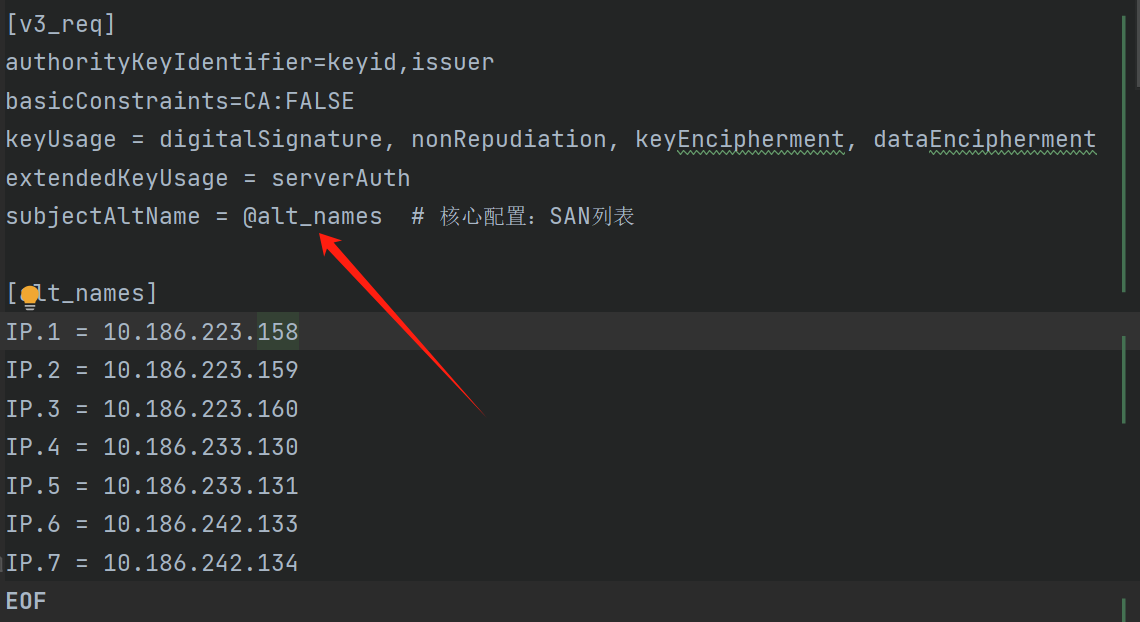 [v3_req]
authorityKeyIdentifier=keyid,issuer
basicConstraints=CA:FALSE
keyUsage = digitalSignature, nonRepudiation, keyEncipherment, dataEncipherment
extendedKeyUsage = serverAuth
subjectAltName = @alt_names  # 核心配置：SAN列表
[alt_names]
IP.1 = 10.186.223.158
IP.2 = 10.186.223.159
IP.3 = 10.186.223.160
IP.4 = 10.186.233.130
IP.5 = 10.186.233.131
IP.6 = 10.186.242.133
IP.7 = 10.186.242.134
EOF